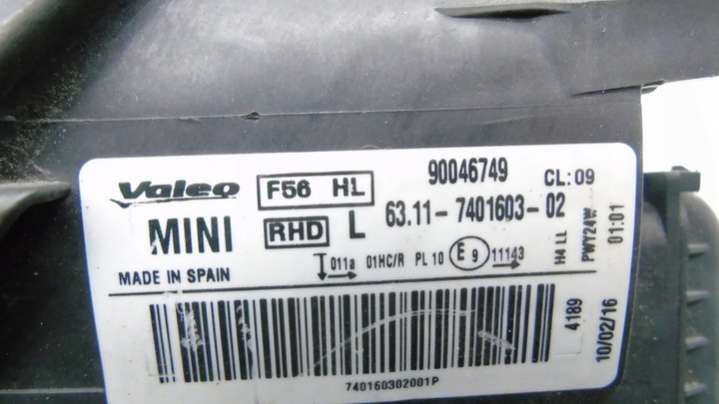 Valeo F56 HL 90046749 CL: 09
MINI RHD L 63.11-7401603-02
MADE IN SPAIN 011a 01HC/R PL 10 E 9 11143
H4 LL
PWY24W
01:01
4189
10/02/16
740160302001P